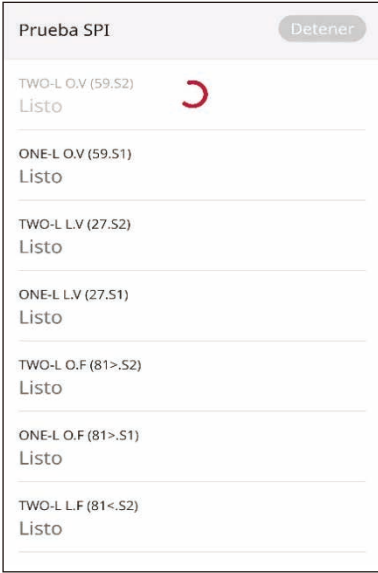 Prueba SPI
Detener
TWO-L O.V (59.S2)
Listo
ONE-L O.V (59.S1)
Listo
TWO-L L.V (27.S2)
Listo
ONE-L L.V (27.S1)
Listo
TWO-L O.F (81>.S2)
Listo
ONE-L O.F (81>.S1)
Listo
TWO-L L.F (81<.S2)
Listo